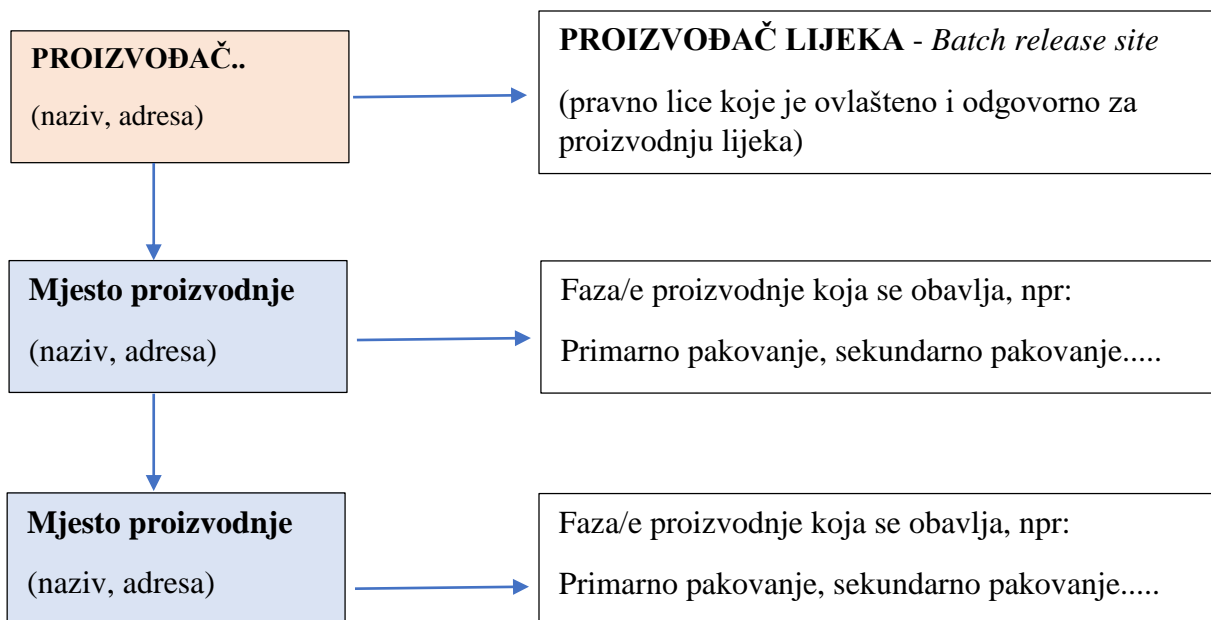 PROIZVOĐAČ..
(naziv, adresa)
PROIZVOĐAČ LIJEKA - Batch release site
(pravno lice koje je ovlašteno i odgovorno za
proizvodnju lijeka)
Mjesto proizvodnje
(naziv, adresa)
Faza/e proizvodnje koja se obavlja, npr:
Primarno pakovanje, sekundarno pakovanje.....
Mjesto proizvodnje
(naziv, adresa)
Faza/e proizvodnje koja se obavlja, npr:
Primarno pakovanje, sekundarno pakovanje.....